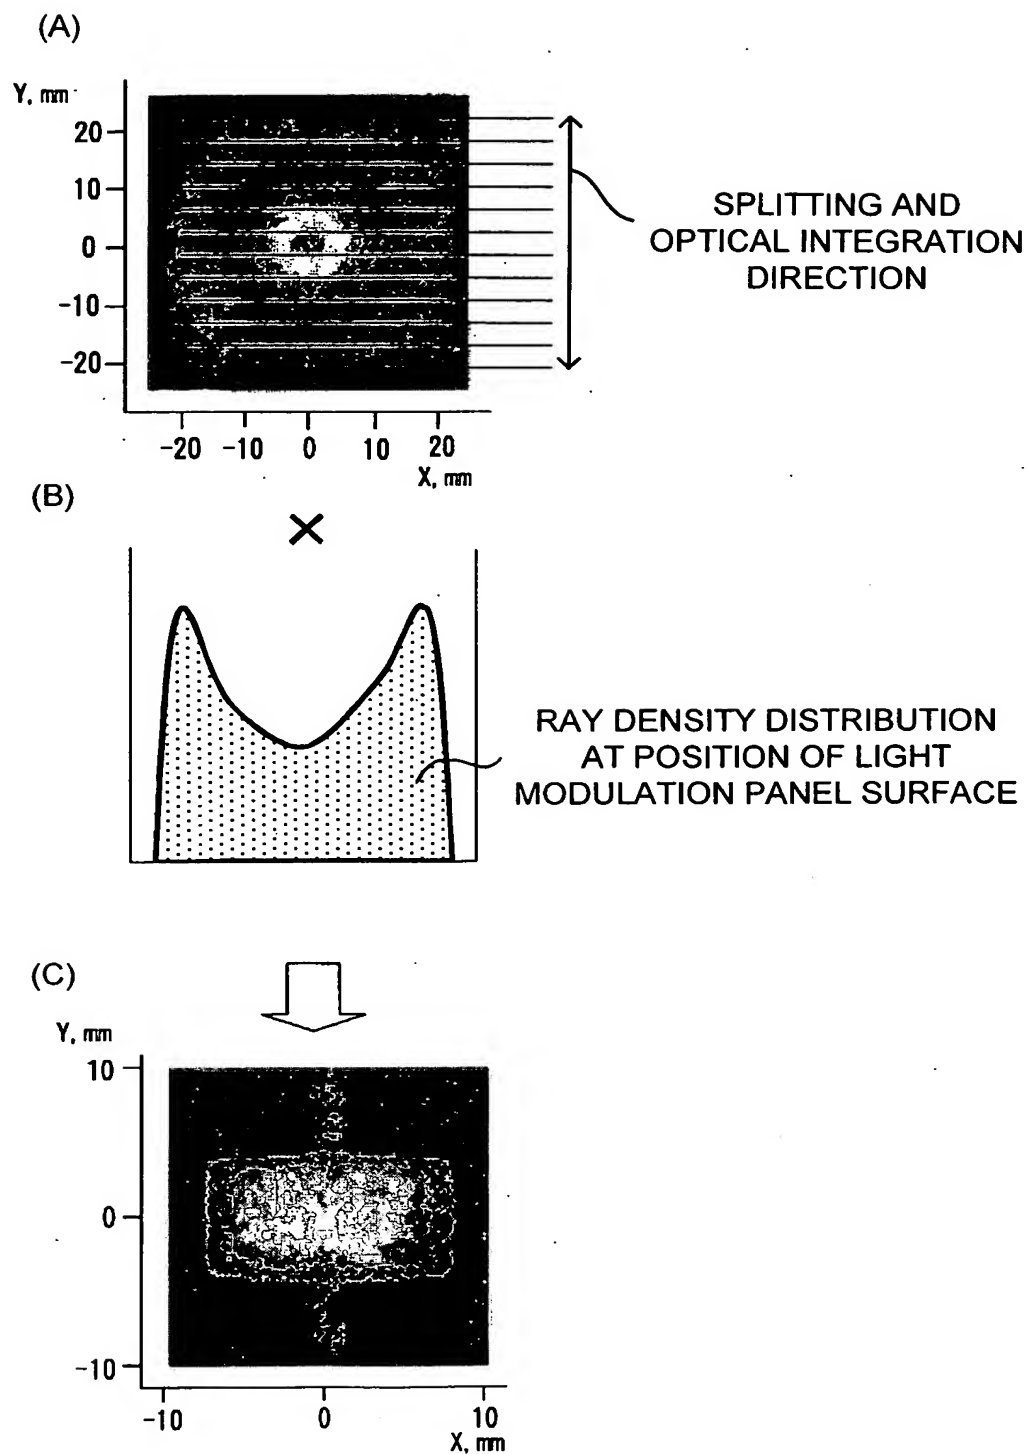 (A)
Y, mm
20
10
0
-10
-20
-20 -10 0 10 20
X, mm
SPLITTING AND
OPTICAL INTEGRATION
DIRECTION
(B)
×
RAY DENSITY DISTRIBUTION
AT POSITION OF LIGHT
MODULATION PANEL SURFACE
(C)
Y, mm
10
0
-10
-10 0 10
X, mm